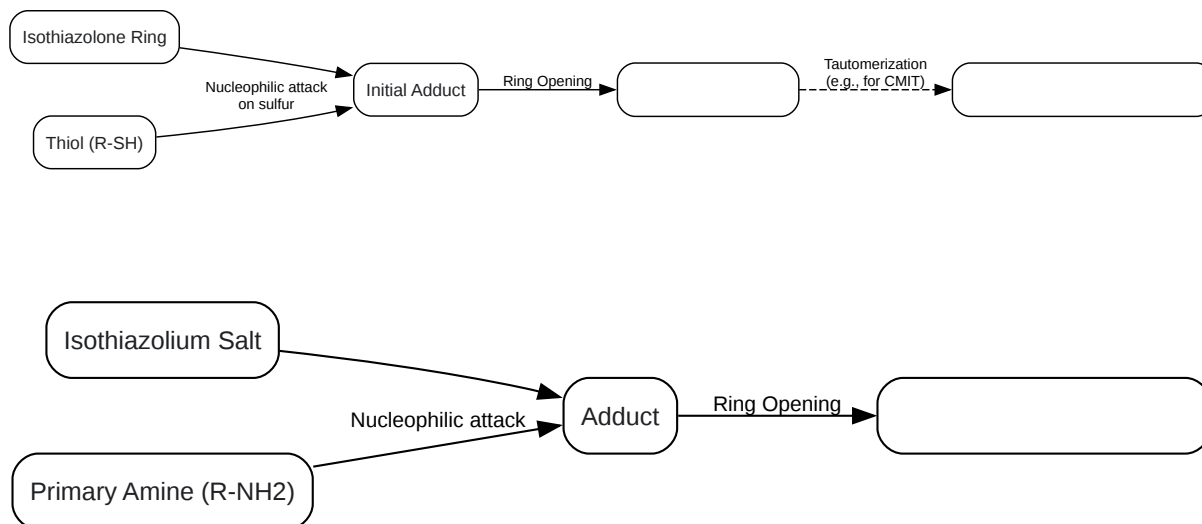 Isothiazolone Ring
Nucleophilic attack
on sulfur
Thiol (R-SH)
Initial Adduct
Ring Opening
Tautomerization
(e.g., for CMIT)
Isothiazolium Salt
Nucleophilic attack
Primary Amine (R-NH2)
Adduct
Ring Opening